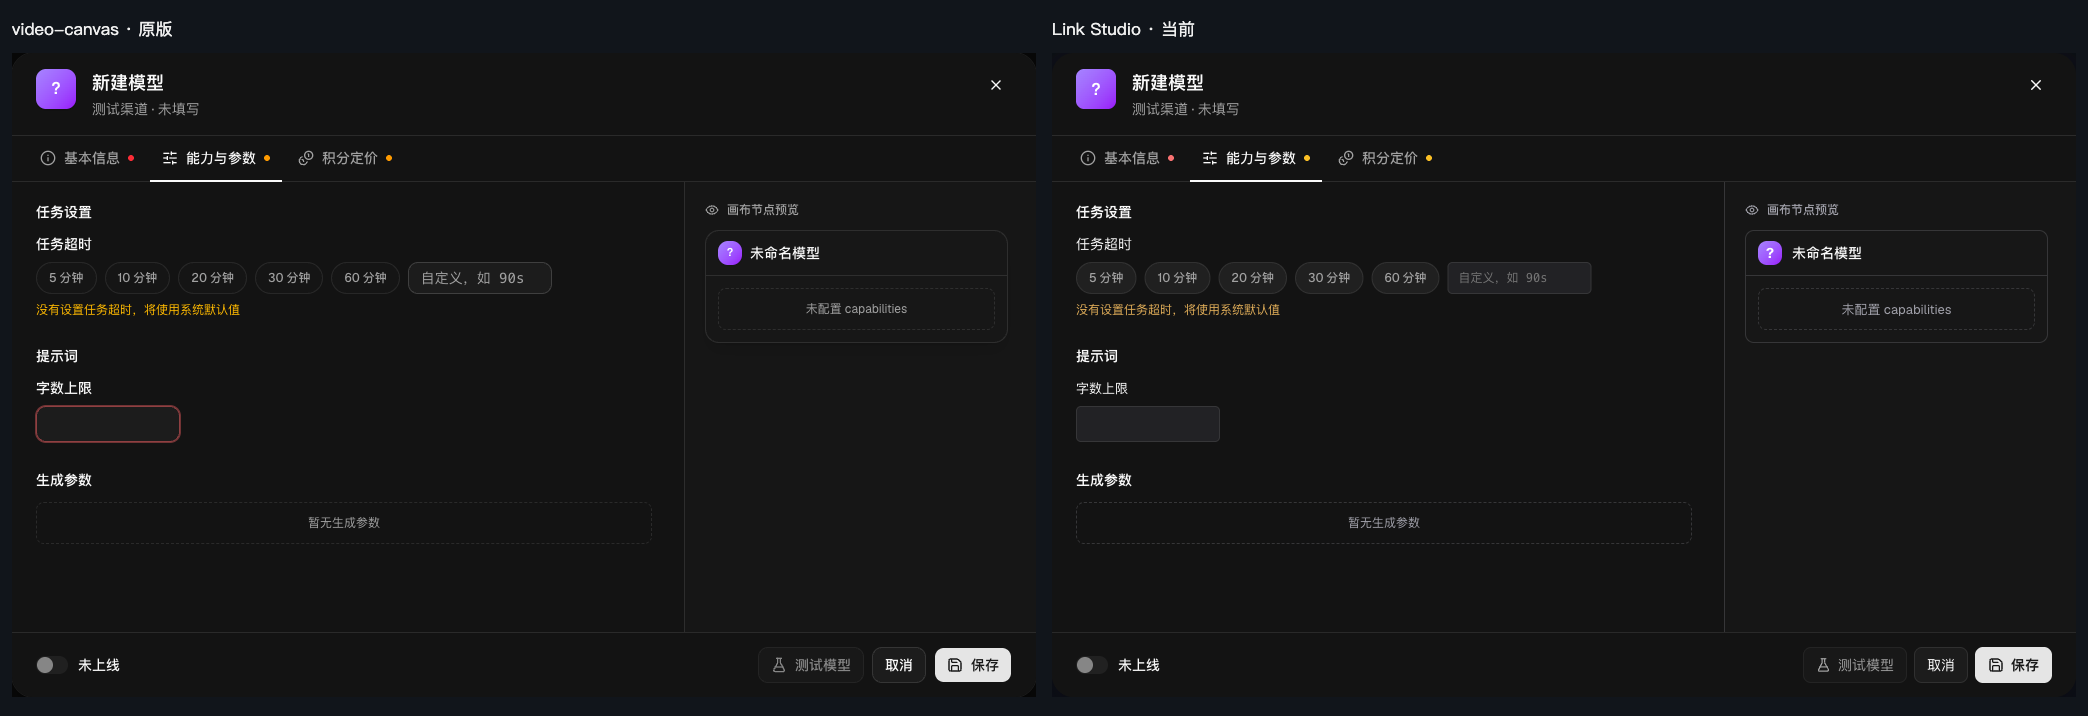 video-canvas · 原版
?
新建模型
测试渠道 · 未填写
基本信息 能力与参数 积分定价
任务设置
任务超时
5 分钟 10 分钟 20 分钟 30 分钟 60 分钟 自定义，如 90s
没有设置任务超时，将使用系统默认值
提示词
字数上限
生成参数
暂无生成参数
画布节点预览
? 未命名模型
未配置 capabilities
未上线
测试模型 取消 保存
Link Studio · 当前
?
新建模型
测试渠道 · 未填写
基本信息 能力与参数 积分定价
任务设置
任务超时
5 分钟 10 分钟 20 分钟 30 分钟 60 分钟 自定义，如 90s
没有设置任务超时，将使用系统默认值
提示词
字数上限
生成参数
暂无生成参数
画布节点预览
? 未命名模型
未配置 capabilities
未上线
测试模型 取消 保存